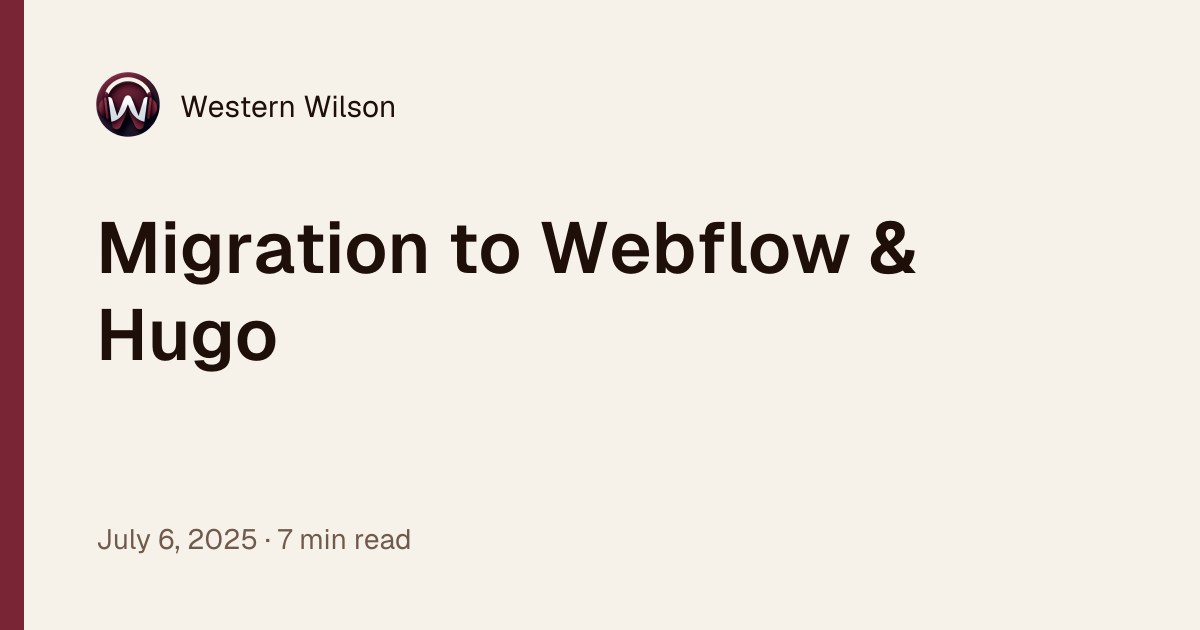 W
Western Wilson
Migration to Webflow &
Hugo
July 6, 2025 · 7 min read